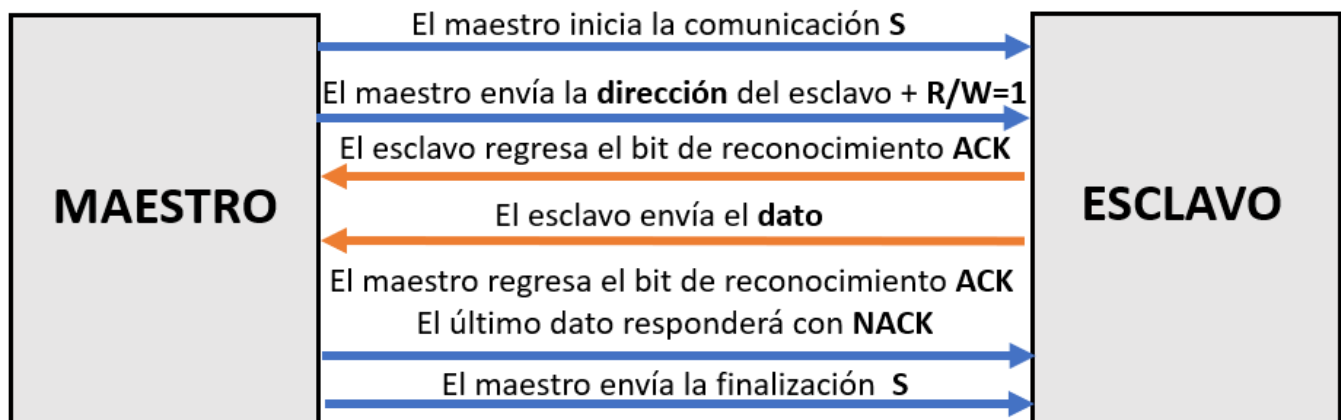 El maestro inicia la comunicación S
El maestro envía la dirección del esclavo + R/W=1
El esclavo regresa el bit de reconocimiento ACK
MAESTRO
El esclavo envía el dato
ESCLAVO
El maestro regresa el bit de reconocimiento ACK
El último dato responderá con NACK
El maestro envía la finalización S